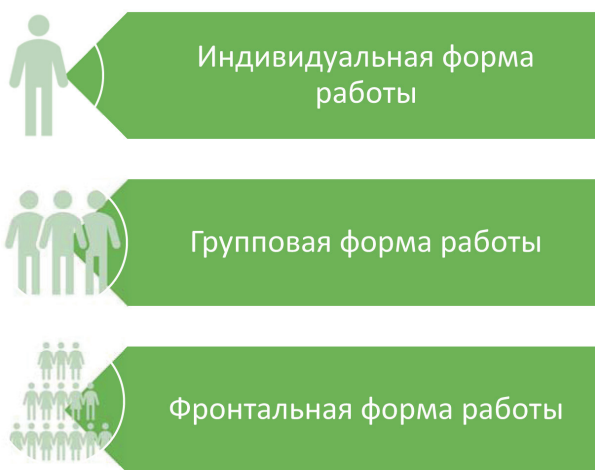 Индивидуальная форма
работы
Групповая форма работы
Фронтальная форма работы